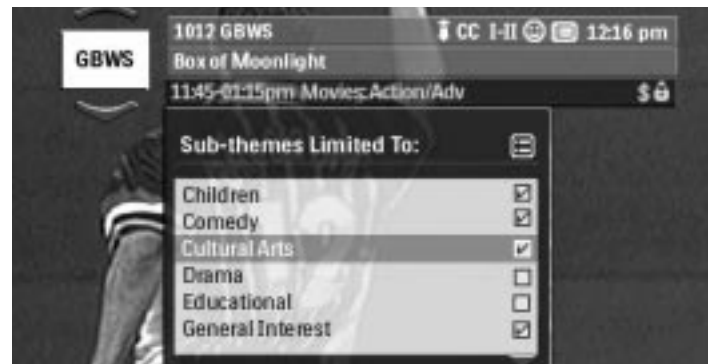 GBWS
1012 GBWS CC I-II 12:16 pm
Box of Moonlight
11:45-01:15pm Movies:Action/Adv $
Sub-themes Limited To:
Children
Comedy
Cultural Arts
Drama
Educational
General Interest